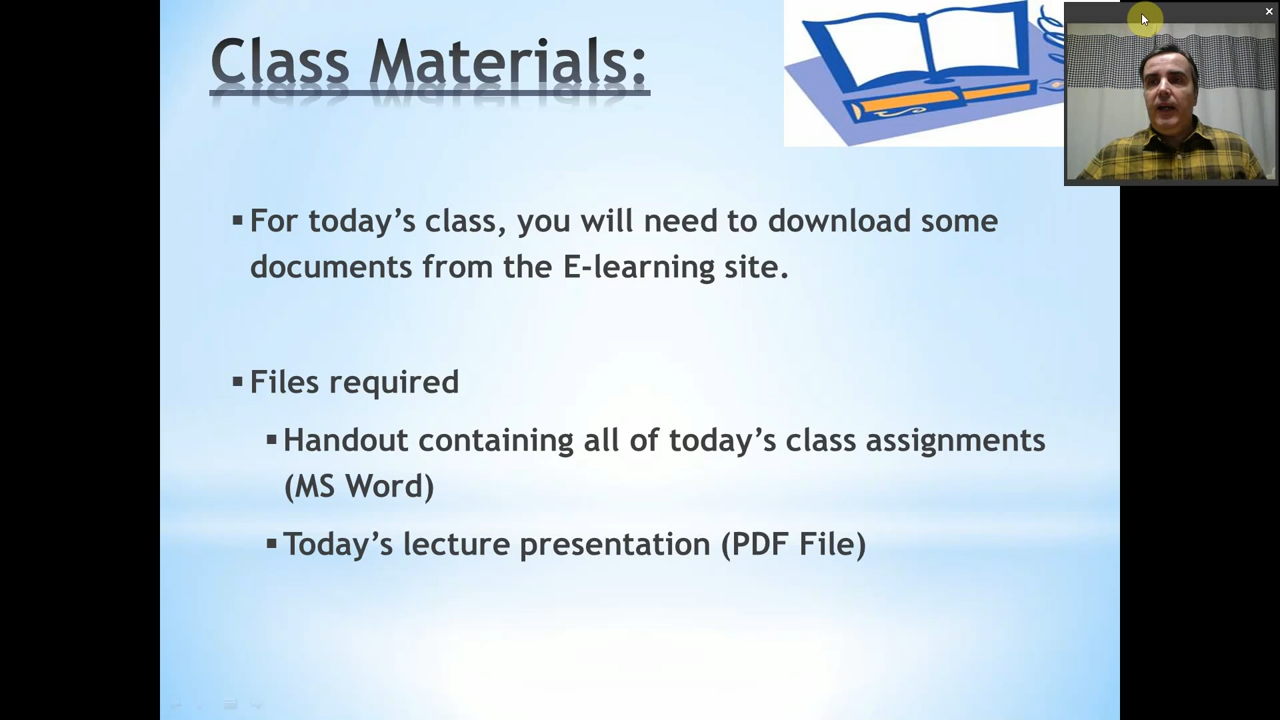 Class Materials:
▪For today’s class, you will need to download some
documents from the E-learning site.
▪Files required
▪Handout containing all of today’s class assignments
(MS Word)
▪Today’s lecture presentation (PDF File)